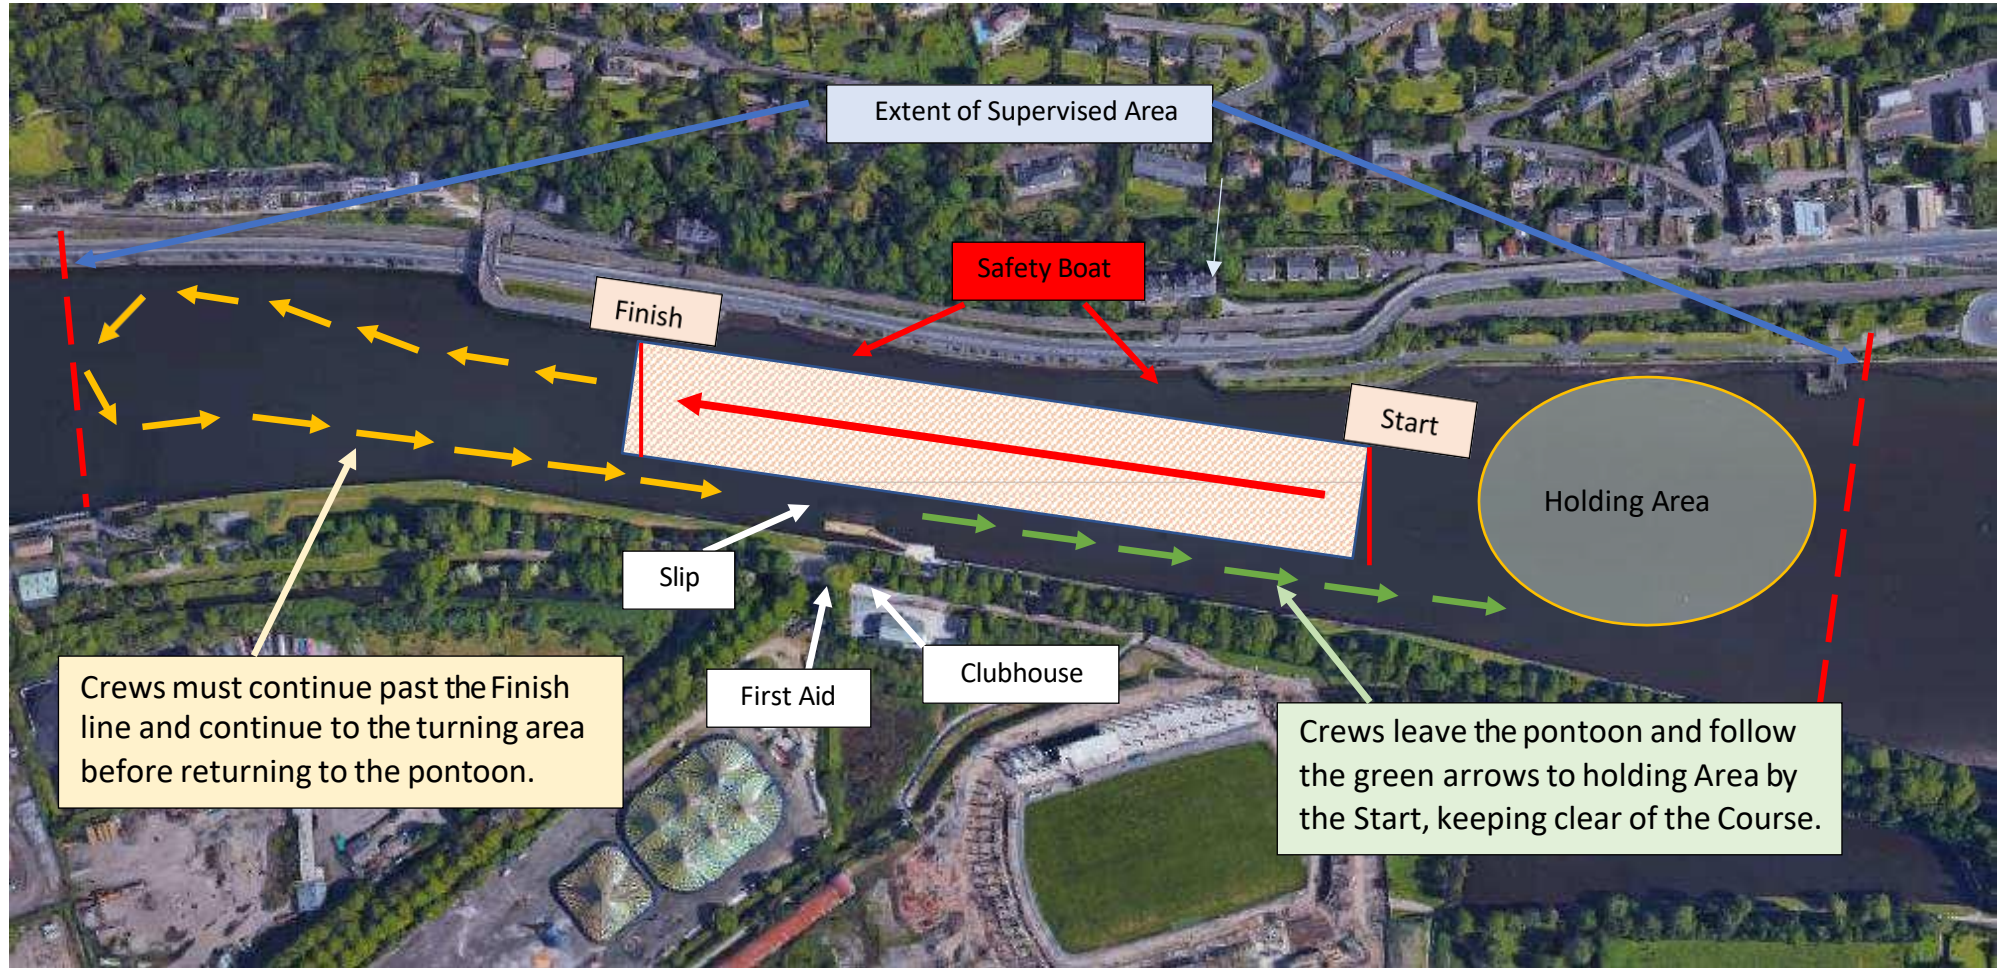 Extent of Supervised Area
Safety Boat
Finish
Start
Holding Area
Slip
Clubhouse
First Aid
Crews must continue past the Finish
line and continue to the turning area
before returning to the pontoon.
Crews leave the pontoon and follow
the green arrows to holding Area by
the Start, keeping clear of the Course.